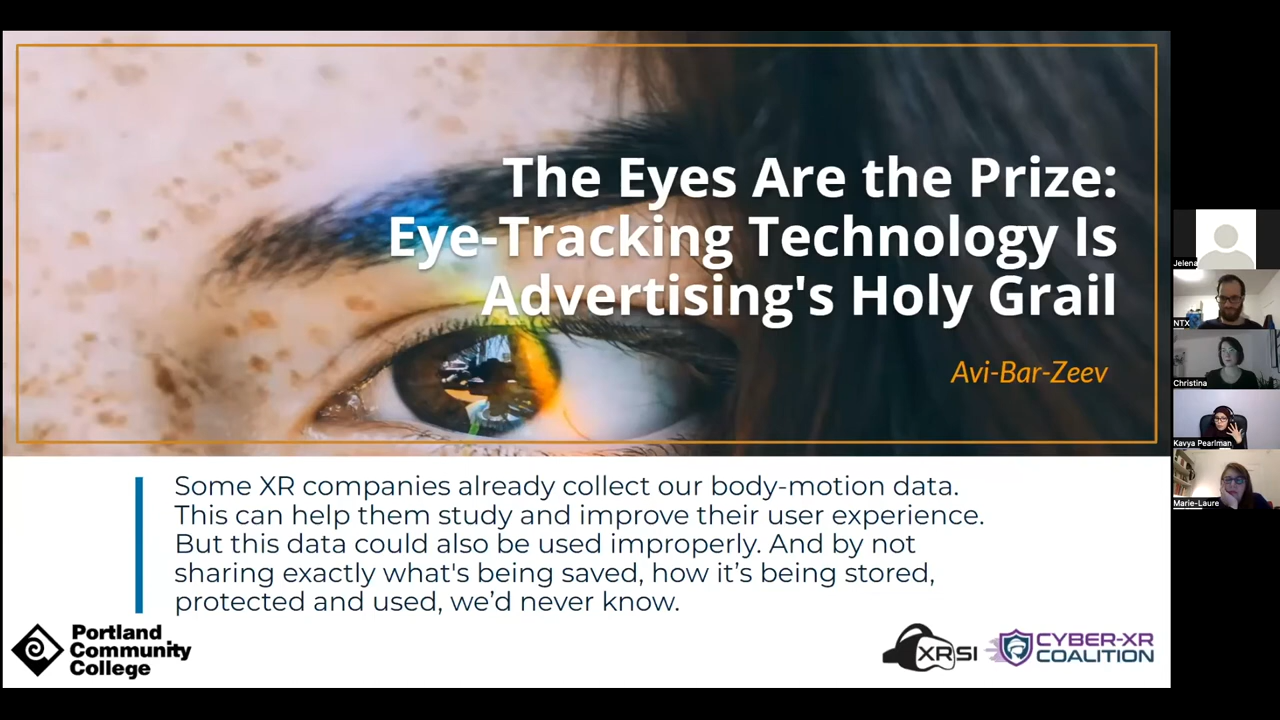 The Eyes Are the Prize:
Eye-Tracking Technology Is
Advertising's Holy Grail
Avi-Bar-Zeev
Some XR companies already collect our body-motion data.
This can help them study and improve their user experience.
But this data could also be used improperly. And by not
sharing exactly what's being saved, how it’s being stored,
protected and used, we’d never know.
Portland
Community
College
XRSI
CYBER-XR
COALITION
Jelena
NTX
Christina
Kavya Pearlman
Marie-Laure